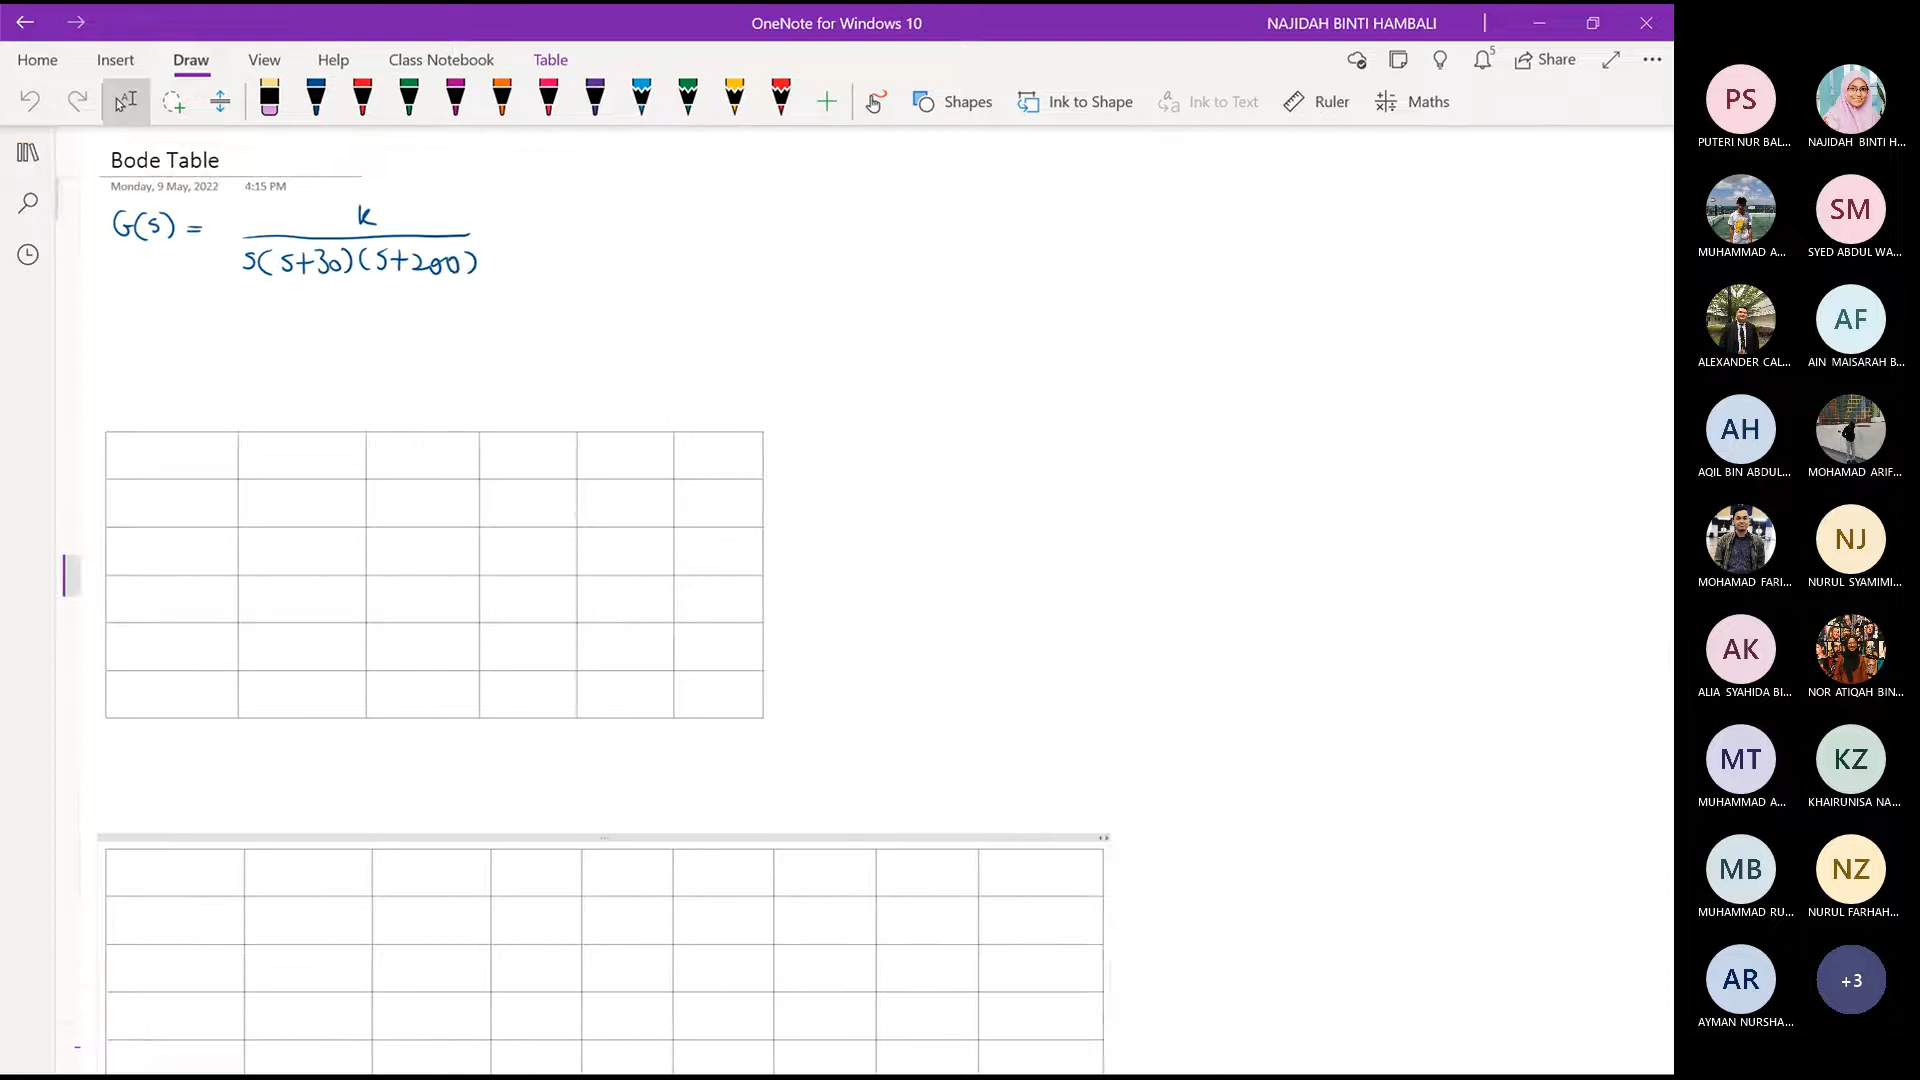 OneNote for Windows 10
NAJIDAH BINTI HAMBALI
Home Insert Draw View Help Class Notebook Table
5
Share
Shapes Ink to Shape Ink to Text Ruler Maths
Bode Table
Monday, 9 May, 2022 4:15 PM
G(s) = K
s(s+30)(s+200)
PS
PUTERI NUR BAL...
NAJIDAH BINTI H...
MUHAMMAD A...
SM
SYED ABDUL WA...
ALEXANDER CAL...
AF
AIN MAISARAH B...
AH
AQIL BIN ABDUL...
MOHAMAD ARIF...
MOHAMAD FARI...
NJ
NURUL SYAMIMI...
AK
ALIA SYAHIDA BI...
NOR ATIQAH BIN...
MT
MUHAMMAD A...
KZ
KHAIRUNISA NA...
MB
MUHAMMAD RU...
NZ
NURUL FARHAH...
AR
AYMAN NURSHA...
+3